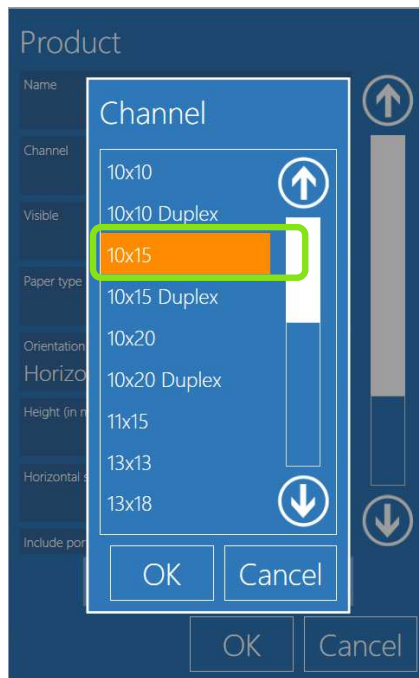 Product
Name
Channel
Visible
Paper type
Orientation
Horizo
Height (in m
Horizontal s
Include por
Channel
10x10
10x10 Duplex
10x15
10x15 Duplex
10x20
10x20 Duplex
11x15
13x13
13x18
OK Cancel
OK Cancel